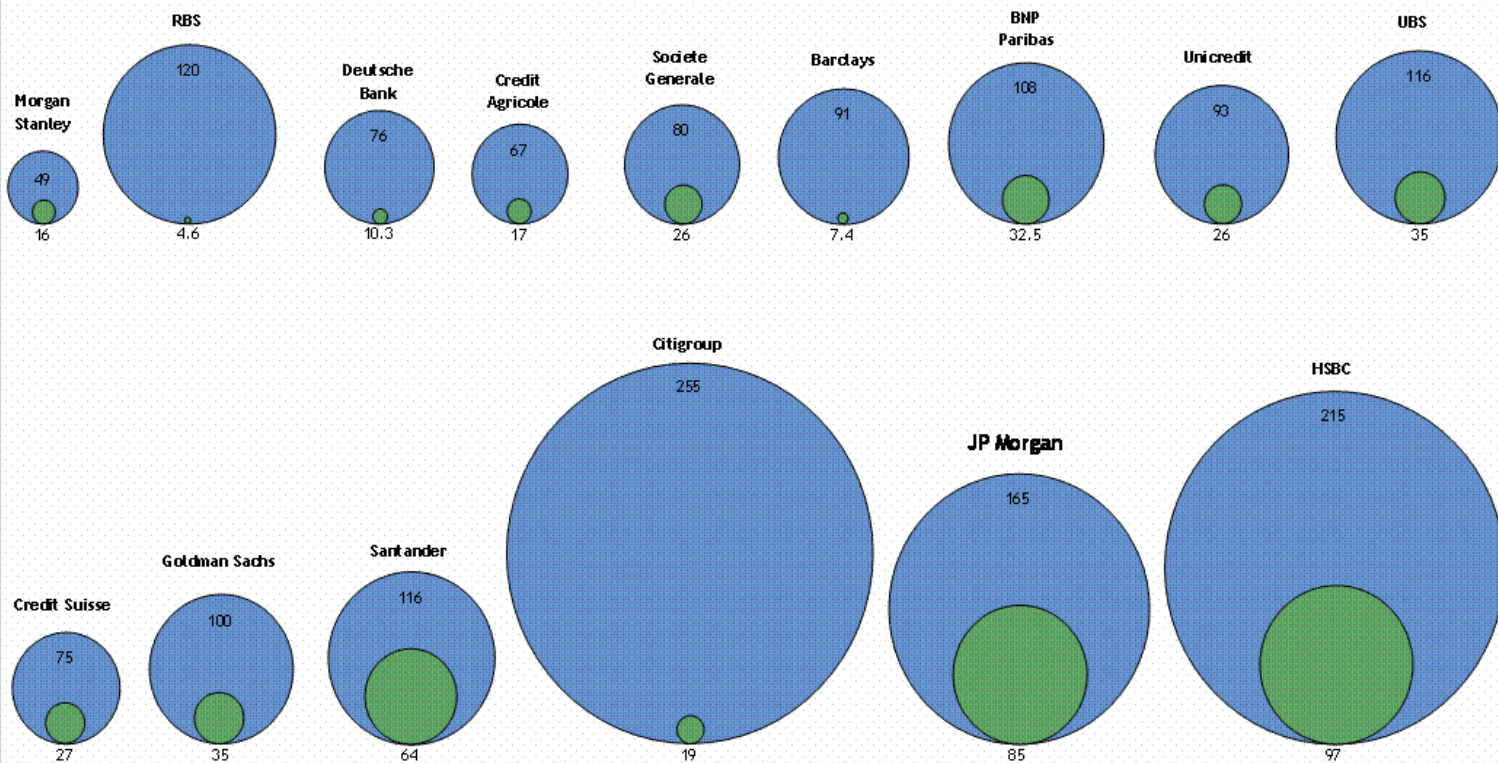 Morgan
Stanley
49
16
RBS
120
4.6
Deutsche
Bank
76
10.3
Credit
Agricole
67
17
Societe
Generale
80
26
Barclays
91
7.4
BNP
Paribas
108
32.5
Unicredit
93
26
UBS
116
35
Credit Suisse
75
27
Goldman Sachs
100
35
Santander
116
64
Citigroup
255
19
JP Morgan
165
85
HSBC
215
97